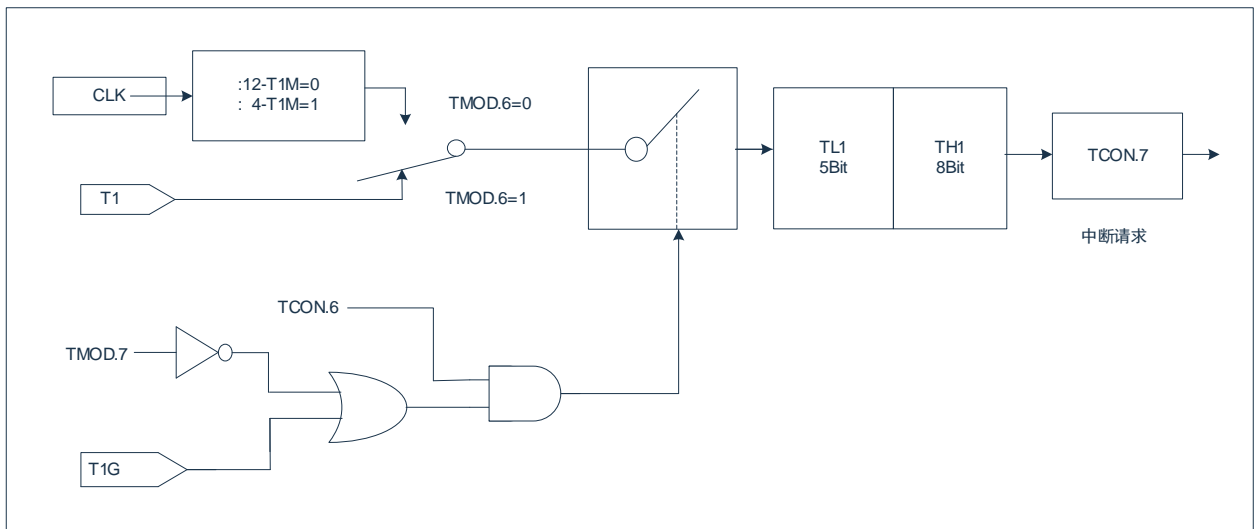 CLK
:12-T1M=0
: 4-T1M=1
TMOD.6=0
T1
TMOD.6=1
TL1
5Bit
TH1
8Bit
TCON.7
中断请求
TCON.6
TMOD.7
T1G